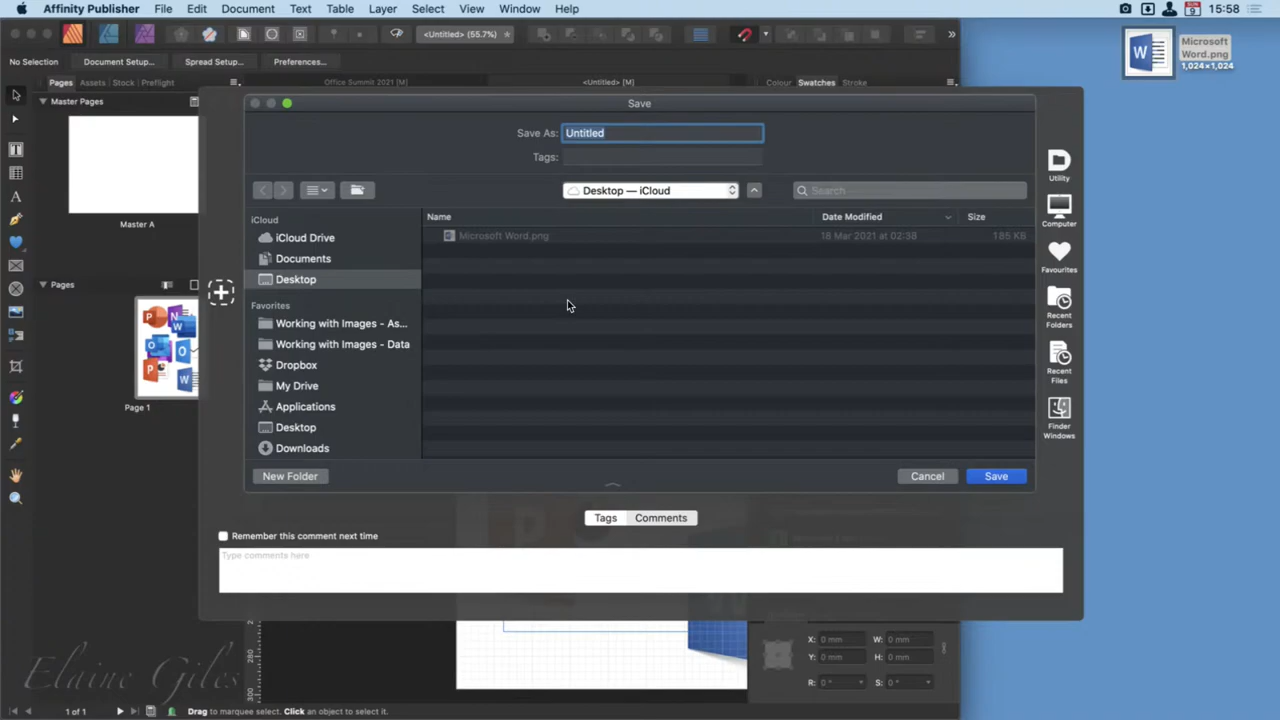 Affinity Publisher File Edit Document Text Table Layer Select View Window Help 15:58
<Untitled> (55.7%)
No Selection Document Setup... Spread Setup... Preferences...
Pages Assets Stock Preflight Office Summit 2021 [M] <Untitled> [M] Colour Swatches Stroke
Microsoft
Word.png
1,024×1,024
Master Pages
Master A
Pages
Page 1
Save
Save As: Untitled
Tags:
Desktop — iCloud
Search
iCloud
iCloud Drive
Documents
Desktop
Favorites
Working with Images - As...
Working with Images - Data
Dropbox
My Drive
Applications
Desktop
Downloads
Name Date Modified Size
Microsoft Word.png 18 Mar 2021 at 02:38 185 KB
New Folder Cancel Save
Utility
Computer
Favourites
Recent
Folders
Recent
Files
Finder
Windows
Tags Comments
Remember this comment next time
Type comments here
X: 0 mm W: 0 mm
Y: 0 mm H: 0 mm
R: 0 ° S: 0 °
280
300
Elaine Giles
1 of 1 Drag to marquee select. Click an object to select it.